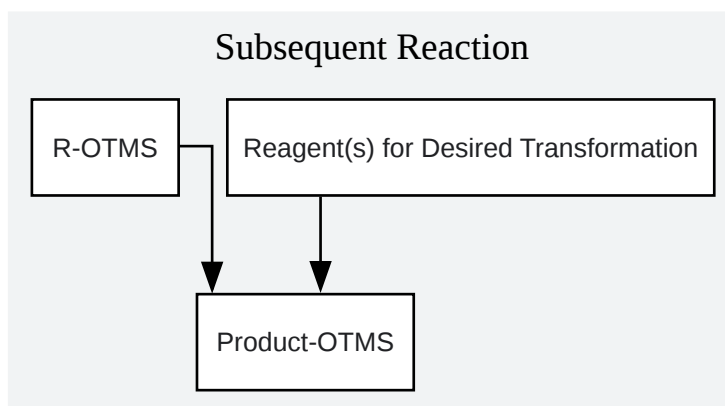 Subsequent Reaction
R-OTMS
Reagent(s) for Desired Transformation
Product-OTMS